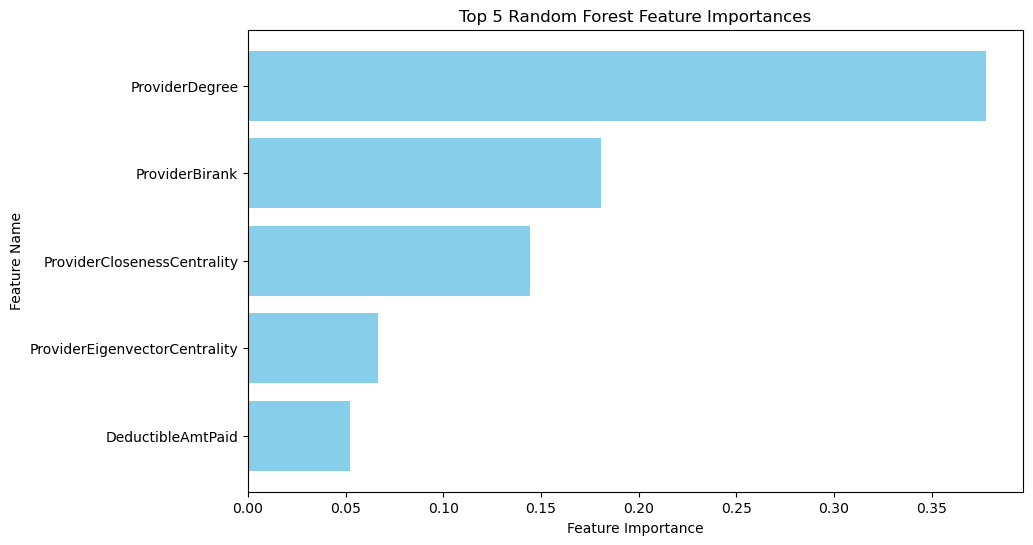 Top 5 Random Forest Feature Importances
Feature Name
ProviderDegree
ProviderBirank
ProviderClosenessCentrality
ProviderEigenvectorCentrality
DeductibleAmtPaid
0.00 0.05 0.10 0.15 0.20 0.25 0.30 0.35
Feature Importance